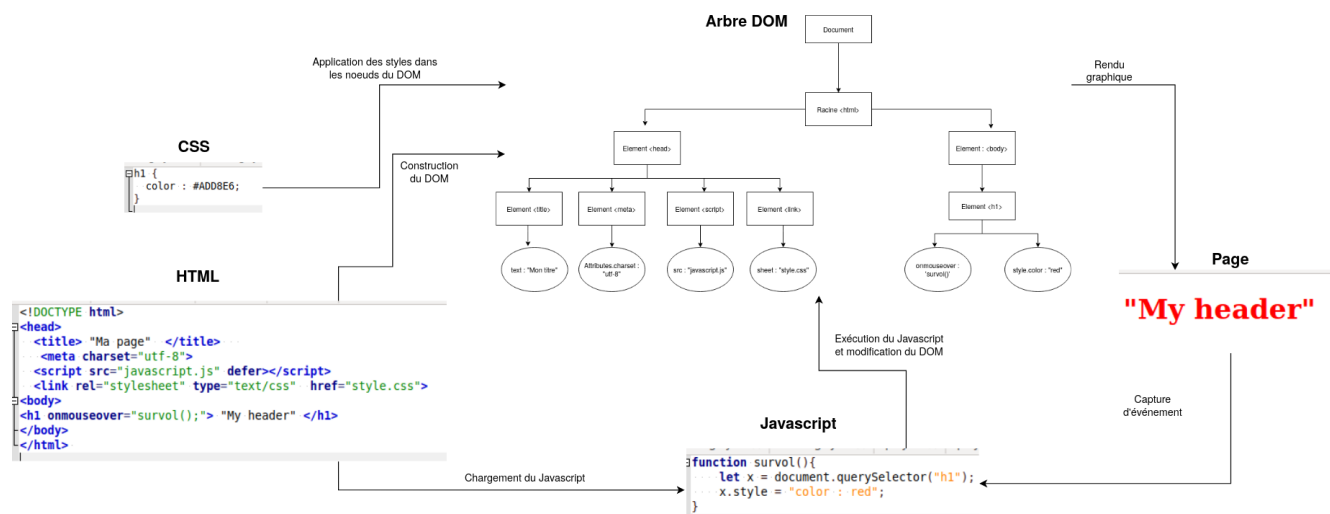 Arbre DOM
Document
Application des styles dans
les noeuds du DOM
Rendu
graphique
Racine <html>
CSS
h1 {
color : #ADD8E6;
}
Construction
du DOM
Element <head>
Element : <body>
Element <title>
Element <meta>
Element <script>
Element <link>
Element <h1>
text : "Mon titre"
Attributes.charset :
"utf-8"
src : "javascript.js"
sheet : "style.css"
onmouseover :
'survol()'
style.color : "red"
HTML
<!DOCTYPE html>
<head>
<title> "Ma page" </title>
<meta charset="utf-8">
<script src="javascript.js" defer></script>
<link rel="stylesheet" type="text/css" href="style.css">
<body>
<h1 onmouseover="survol();"> "My header" </h1>
</body>
</html>
Page
"My header"
Exécution du Javascript
et modification du DOM
Capture
d'événement
Javascript
Chargement du Javascript
function survol(){
let x = document.querySelector("h1");
x.style = "color : red";
}